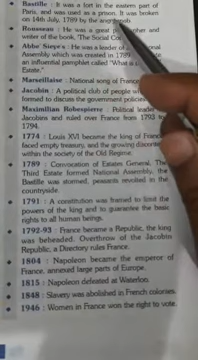 Bastille : It was a fort in the eastern part of
Paris, and was used as a prison. It was broken
on 14th July, 1789 by the
Rousseau : He was a great
writer of the book, 'The Social
Abbe' Sieye's : He was a leader of
Assembly which was created in 1789.
an influential pamphlet called 'What is
Estate.'
Marseillaise : National song of France
Jacobin : A political club of people
formed to discuss the government policies
Maximilian Robespierre : Political leader
Jacobins and ruled over France from 1793 to
1794.
1774 : Louis XVI become the king of France
faced empty treasury, and the growing discontent
within the society of the Old Regime.
1789 : Convocation of Estates General, The
Third Estate formed National Assembly, the
Bastille was stormed, peasants revolted in the
countryside.
1791 : A constitution was framed to limit the
powers of the king and to guarantee the basic
rights to all human beings.
1792-93 : France became a Republic, the king
was beheaded. Overthrow of the Jacobin
Republic, a Directory rules France.
1804 : Napoleon became the emperor of
France, annexed large parts of Europe.
1815 : Napoleon defeated at Waterloo.
1848 : Slavery was abolished in French colonies.
1946 : Women in France won the right to vote.